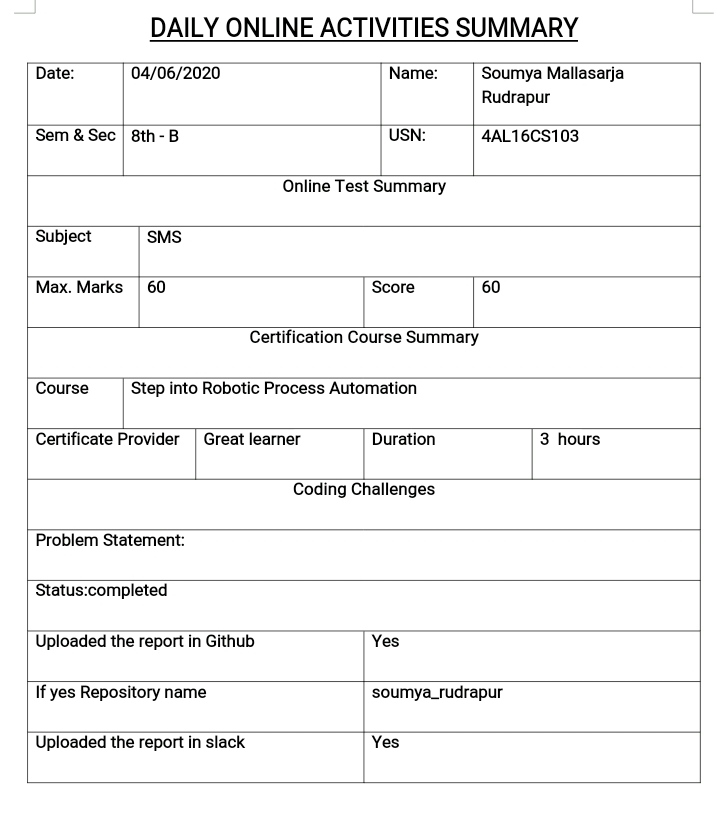 DAILY ONLINE ACTIVITIES SUMMARY
Date: 04/06/2020 Name: Soumya Mallasarja
Rudrapur
Sem & Sec 8th - B USN: 4AL16CS103
Online Test Summary
Subject SMS
Max. Marks 60 Score 60
Certification Course Summary
Course Step into Robotic Process Automation
Certificate Provider Great learner Duration 3 hours
Coding Challenges
Problem Statement:
Status:completed
Uploaded the report in Github Yes
If yes Repository name soumya_rudrapur
Uploaded the report in slack Yes